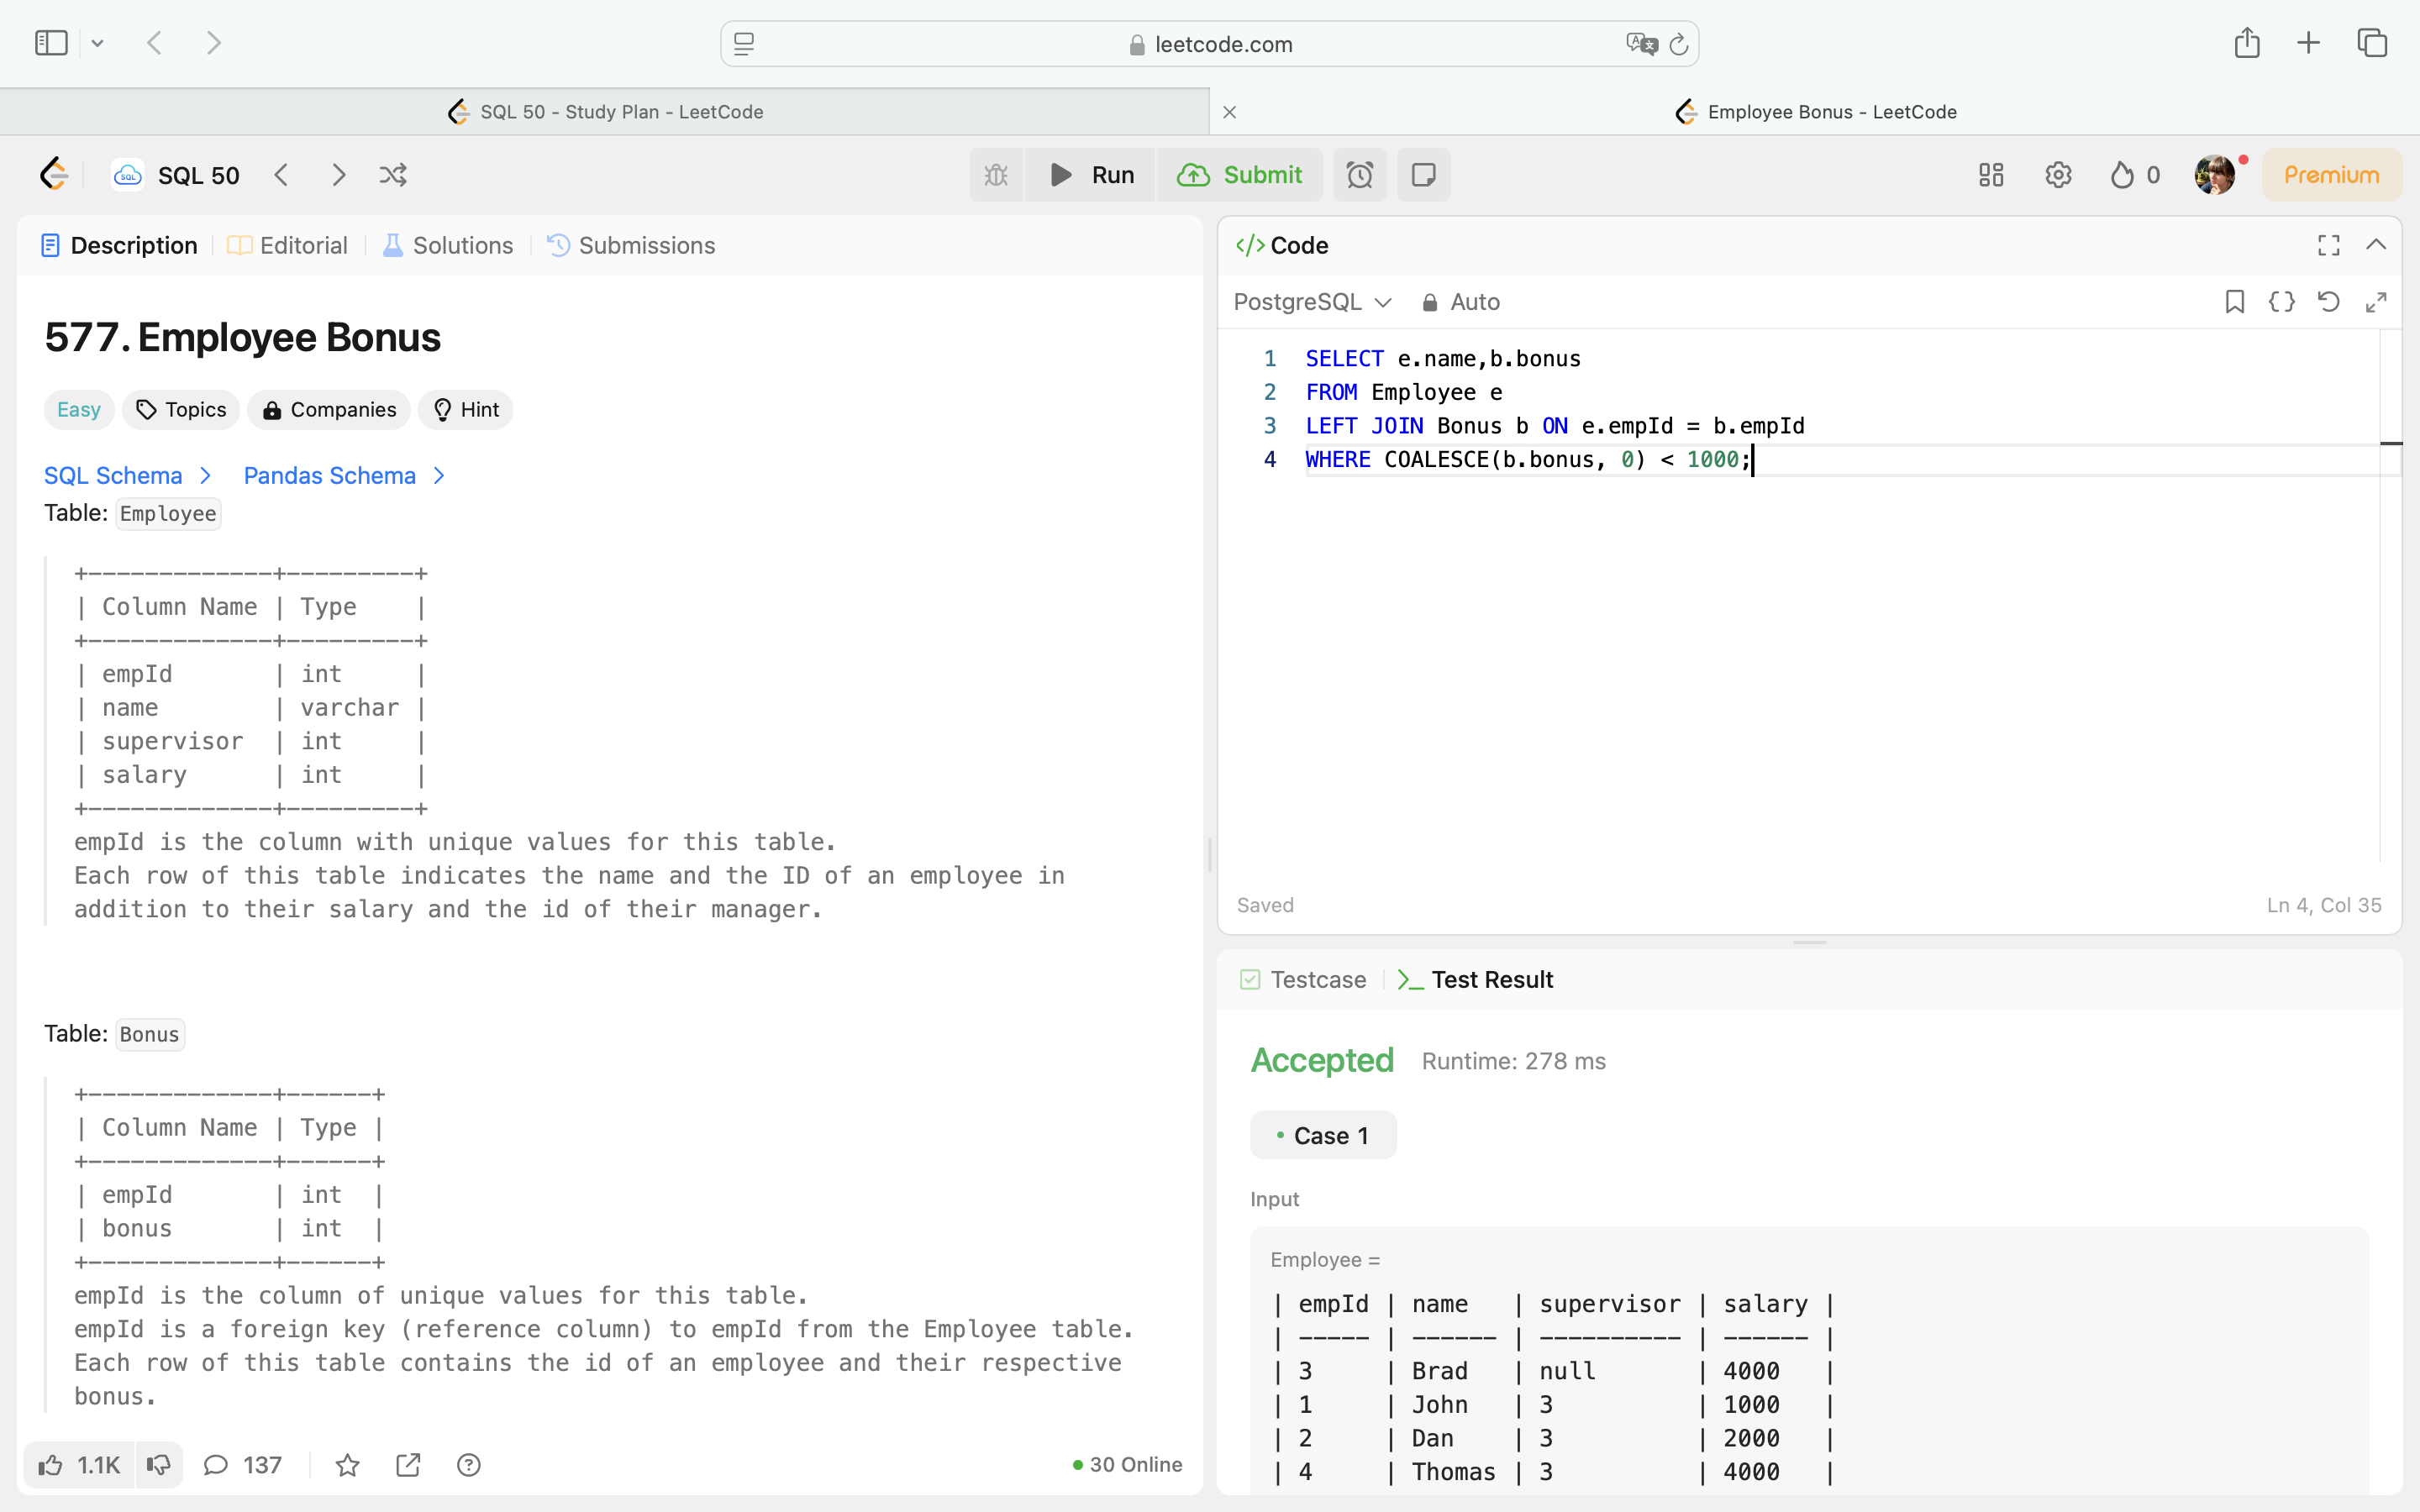 leetcode.com
SQL 50 - Study Plan - LeetCode
Employee Bonus - LeetCode
SQL 50
Run
Submit
0
Premium
Description
Editorial
Solutions
Submissions
577. Employee Bonus
Easy
Topics
Companies
Hint
SQL Schema
Pandas Schema
Table: Employee
+-------------+---------+
| Column Name | Type    |
+-------------+---------+
| empId       | int     |
| name        | varchar |
| supervisor  | int     |
| salary      | int     |
+-------------+---------+
empId is the column with unique values for this table.
Each row of this table indicates the name and the ID of an employee in
addition to their salary and the id of their manager.
Table: Bonus
+-------------+------+
| Column Name | Type |
+-------------+------+
| empId       | int  |
| bonus       | int  |
+-------------+------+
empId is the column of unique values for this table.
empId is a foreign key (reference column) to empId from the Employee table.
Each row of this table contains the id of an employee and their respective
bonus.
1.1K
137
30 Online
</> Code
PostgreSQL
Auto
1 SELECT e.name,b.bonus
2 FROM Employee e
3 LEFT JOIN Bonus b ON e.empId = b.empId
4 WHERE COALESCE(b.bonus, 0) < 1000;
Saved
Ln 4, Col 35
Testcase
Test Result
Accepted
Runtime: 278 ms
Case 1
Input
Employee =
| empId | name   | supervisor | salary |
| ----- | ------ | ---------- | ------ |
| 3     | Brad   | null       | 4000   |
| 1     | John   | 3          | 1000   |
| 2     | Dan    | 3          | 2000   |
| 4     | Thomas | 3          | 4000   |